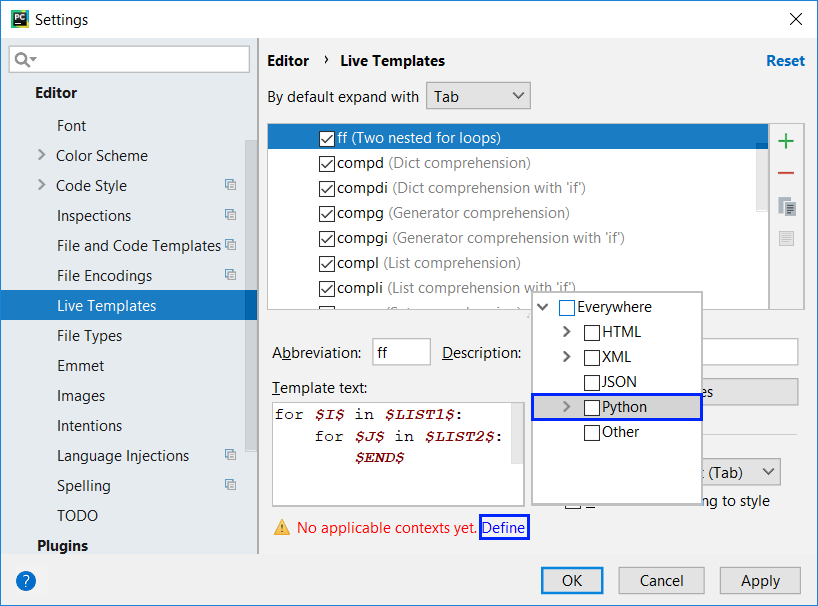 PC Settings
Editor › Live Templates Reset
Editor
By default expand with Tab
Font
Color Scheme
Code Style
Inspections
File and Code Templates
File Encodings
Live Templates
File Types
Emmet
Images
Intentions
Language Injections
Spelling
TODO
Plugins
ff (Two nested for loops)
compd (Dict comprehension)
compdi (Dict comprehension with 'if')
compg (Generator comprehension)
compgi (Generator comprehension with 'if')
compl (List comprehension)
compli (List comprehension with 'if')
Everywhere
HTML
XML
JSON
Python
Other
Abbreviation: ff Description:
Template text:
for $I$ in $LIST1$:
for $J$ in $LIST2$:
$END$
(Tab)
to style
No applicable contexts yet. Define
? OK Cancel Apply